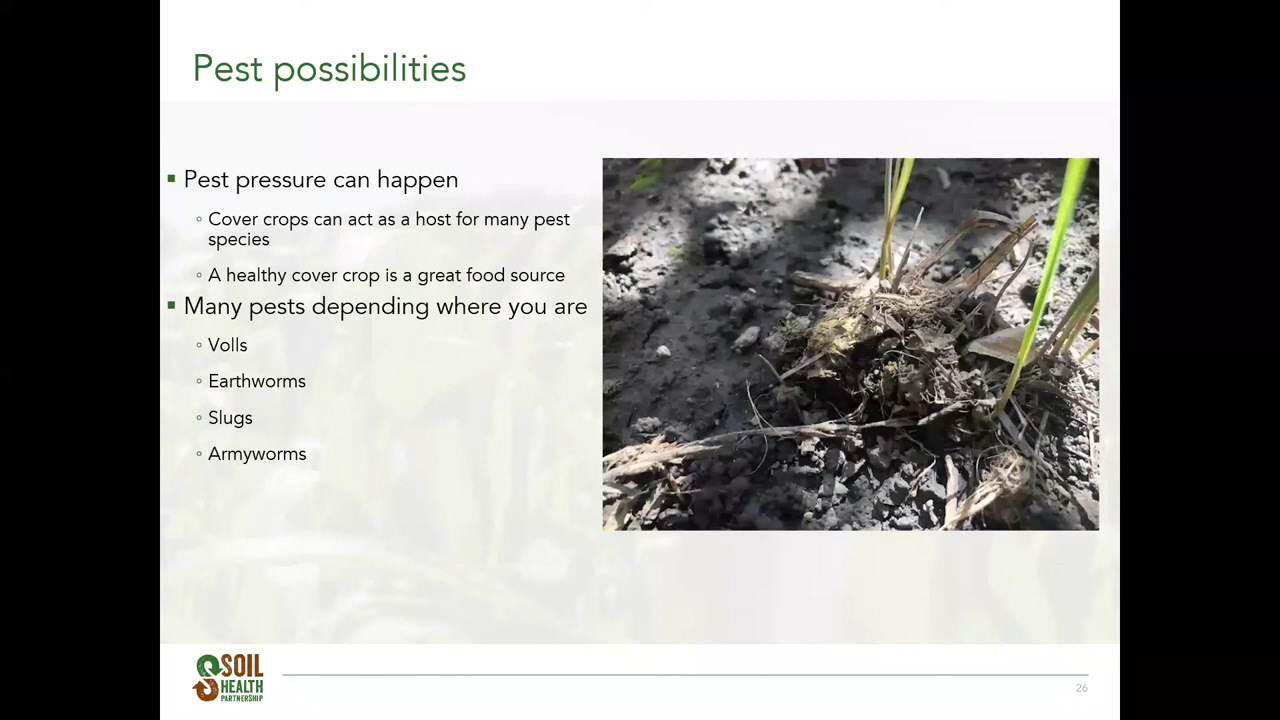 Pest possibilities
▪ Pest pressure can happen
◦ Cover crops can act as a host for many pest
species
◦ A healthy cover crop is a great food source
▪ Many pests depending where you are
◦ Volls
◦ Earthworms
◦ Slugs
◦ Armyworms
SOIL
HEALTH
PARTNERSHIP
26